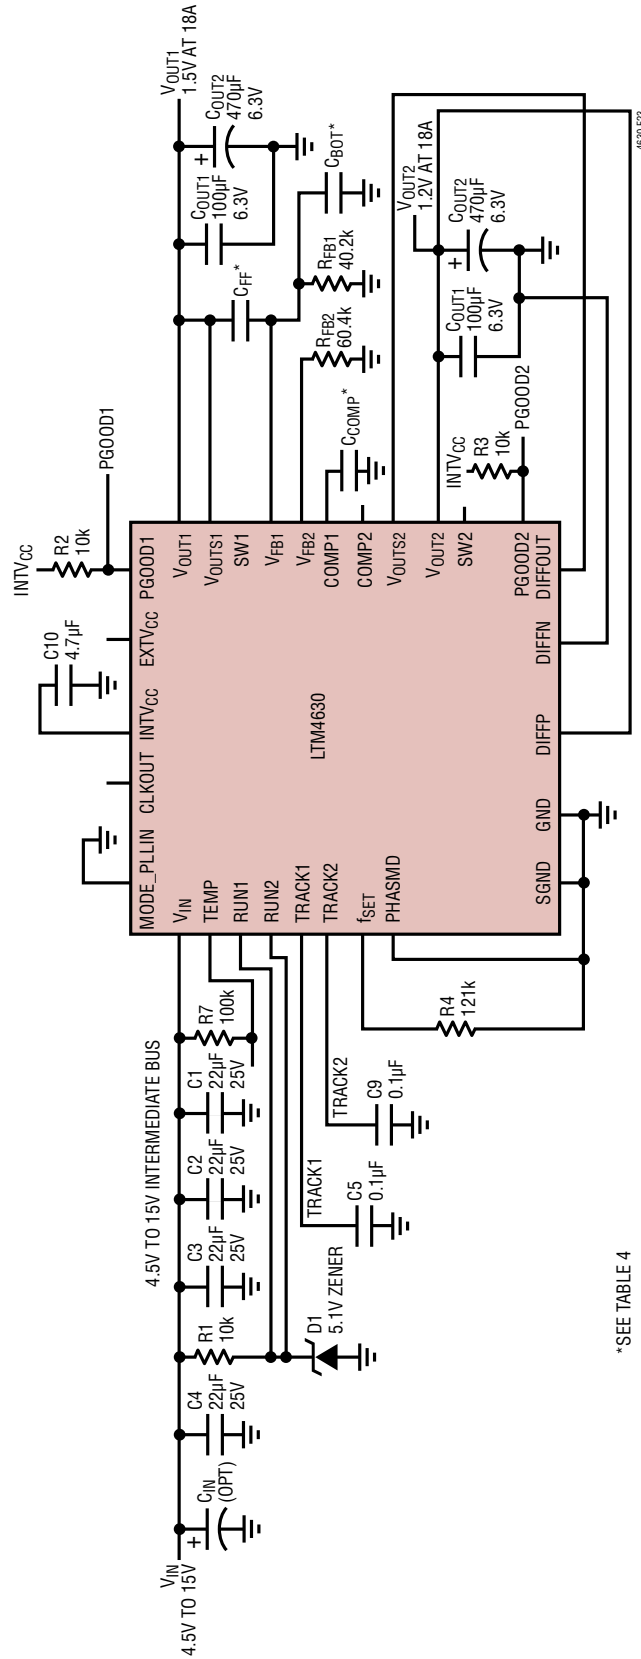 VIN
4.5V TO 15V
CIN
(OPT)
+
C4
22µF
25V
R1
10k
D1
5.1V ZENER
4.5V TO 15V INTERMEDIATE BUS
C3
22µF
25V
C2
22µF
25V
C1
22µF
25V
R7
100k
TRACK1
C5
0.1µF
TRACK2
C9
0.1µF
R4
121k
*SEE TABLE 4
MODE_PLLIN
CLKOUT
INTVCC
EXTVCC
PGOOD1
VIN
TEMP
RUN1
RUN2
TRACK1
TRACK2
fSET
PHASMD
LTM4630
SGND
GND
DIFFP
DIFFN
DIFFOUT
VOUT1
VOUTS1
SW1
VFB1
VFB2
COMP1
COMP2
VOUTS2
VOUT2
SW2
PGOOD2
C10
4.7µF
INTVCC
R2
10k
PGOOD1
VOUT1
1.5V AT 18A
COUT1
100µF
6.3V
+
COUT2
470µF
6.3V
CFF*
CBOT*
RFB1
40.2k
RFB2
60.4k
CCOMP*
VOUT2
1.2V AT 18A
COUT1
100µF
6.3V
+
COUT2
470µF
6.3V
INTVCC
R3
10k
PGOOD2
4630 F23